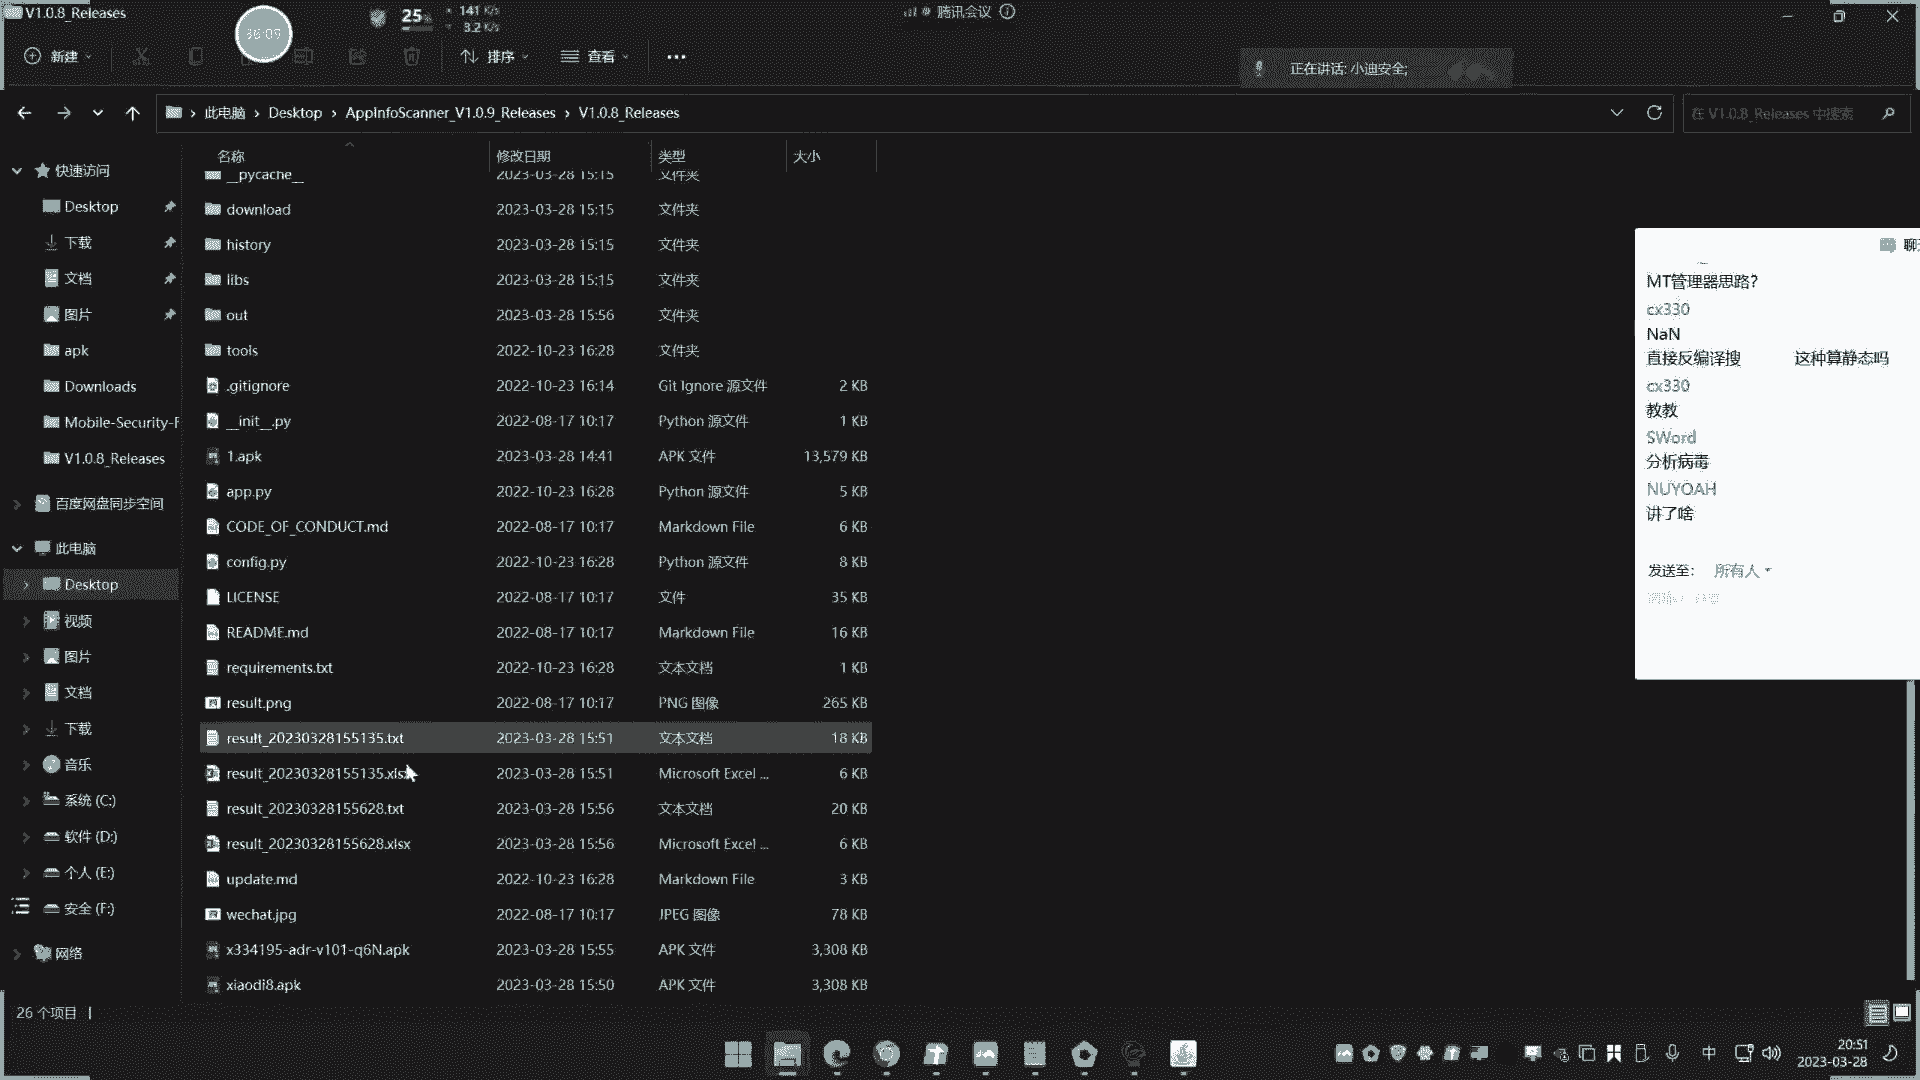 V1.0.8_Releases
36:09
25%
141 K/s
3.2 K/s
腾讯会议
新建
排序
查看
正在讲话: 小迪安全;
此电脑 › Desktop › AppInfoScanner_V1.0.9_Releases › V1.0.8_Releases
在 V1.0.8_Releases 中搜索
名称 修改日期 类型 大小
__pycache__ 2023-03-28 15:15 文件夹
download 2023-03-28 15:15 文件夹
history 2023-03-28 15:15 文件夹
libs 2023-03-28 15:15 文件夹
out 2023-03-28 15:56 文件夹
tools 2022-10-23 16:28 文件夹
.gitignore 2022-10-23 16:14 Git Ignore 源文件 2 KB
__init__.py 2022-08-17 10:17 Python 源文件 1 KB
1.apk 2023-03-28 14:41 APK 文件 13,579 KB
app.py 2022-10-23 16:28 Python 源文件 5 KB
CODE_OF_CONDUCT.md 2022-08-17 10:17 Markdown File 6 KB
config.py 2022-10-23 16:28 Python 源文件 8 KB
LICENSE 2022-08-17 10:17 文件 35 KB
README.md 2022-08-17 10:17 Markdown File 16 KB
requirements.txt 2022-10-23 16:28 文本文档 1 KB
result.png 2022-08-17 10:17 PNG 图像 265 KB
result_20230328155135.txt 2023-03-28 15:51 文本文档 18 KB
result_20230328155135.xlsx 2023-03-28 15:51 Microsoft Excel ... 6 KB
result_20230328155628.txt 2023-03-28 15:56 文本文档 20 KB
result_20230328155628.xlsx 2023-03-28 15:56 Microsoft Excel ... 6 KB
update.md 2022-10-23 16:28 Markdown File 3 KB
wechat.jpg 2022-08-17 10:17 JPEG 图像 78 KB
x334195-adr-v101-q6N.apk 2023-03-28 15:55 APK 文件 3,308 KB
xiaodi8.apk 2023-03-28 15:50 APK 文件 3,308 KB
快速访问
Desktop
下载
文档
图片
apk
Downloads
Mobile-Security-F
V1.0.8_Releases
百度网盘同步空间
此电脑
Desktop
视频
图片
文档
下载
音乐
系统 (C:)
软件 (D:)
个人 (E:)
安全 (F:)
网络
26 个项目
聊
MT管理器思路?
cx330
NaN
直接反编译搜 这种算静态吗
cx330
教教
SWord
分析病毒
NUYOAH
讲了啥
发送至: 所有人
中
20:51
2023-03-28